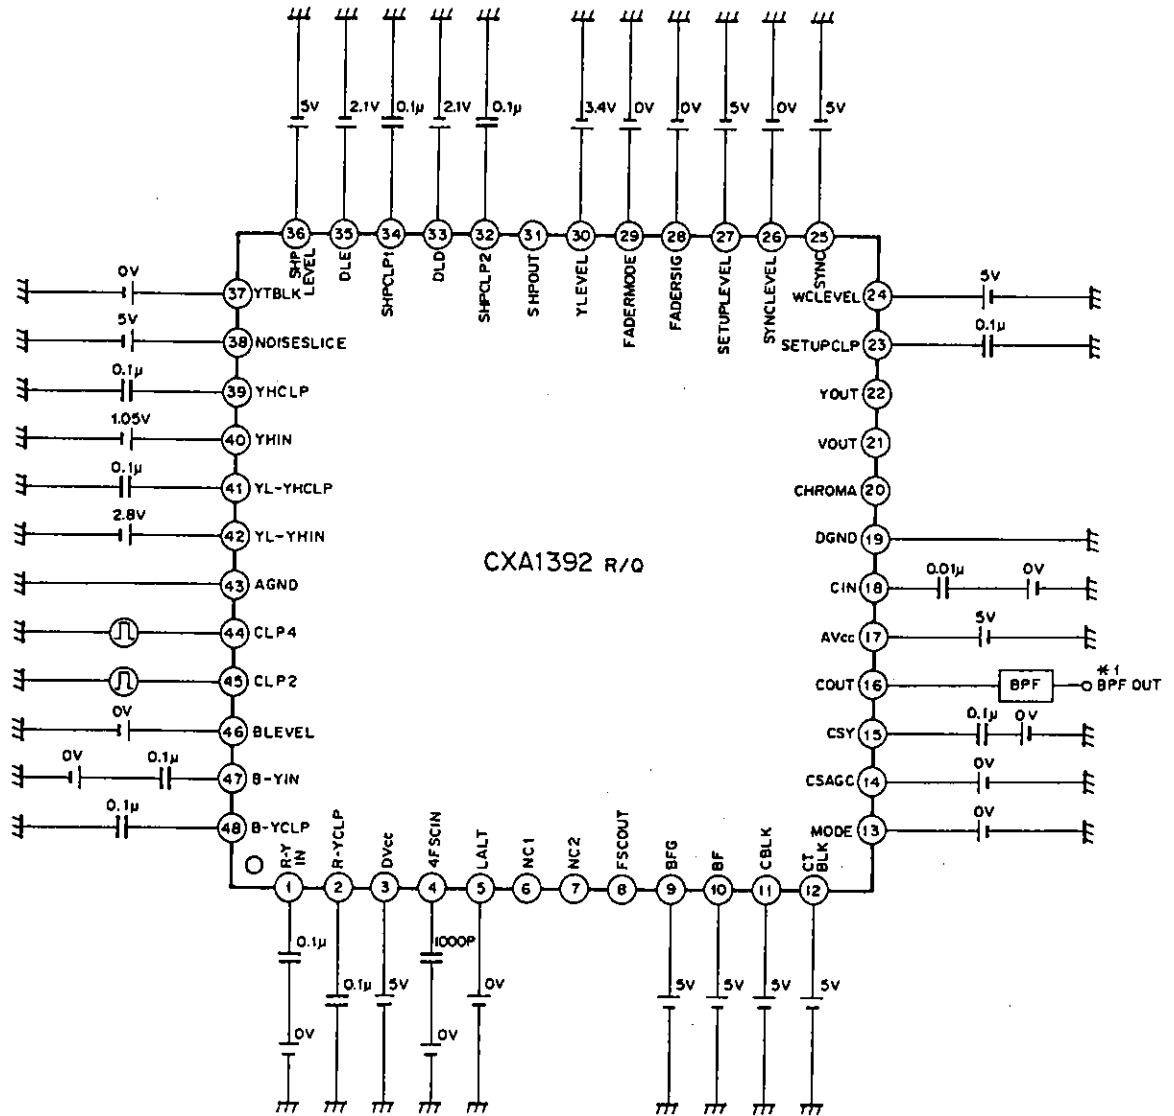 5V 2.1V 0.1μ 2.1V 0.1μ 3.4V 0V 0V 5V 0V 5V
36 35 34 33 32 31 30 29 28 27 26 25
SHP LEVEL
DLE
SHPCLP1
DLD
SHPCLP2
SHPOUT
YLEVEL
FADERMODE
FADERSIG
SETUPLEVEL
SYNCLEVEL
SYNC
0V 37 YTBLK
5V 38 NOISESLICE
0.1μ 39 YHCLP
1.05V 40 YHIN
0.1μ 41 YL-YHCLP
2.8V 42 YL-YHIN
43 AGND
44 CLP4
45 CLP2
0V 46 BLEVEL
0V 0.1μ 47 B-YIN
0.1μ 48 B-YCLP
CXA1392 R/Q
WCLEVEL 24 5V
SETUPCLP 23 0.1μ
YOUT 22
VOUT 21
CHROMA 20
DGND 19
CIN 18 0.01μ 0V
AVcc 17 5V
COUT 16 BPF *1 BPF OUT
CSY 15 0.1μ 0V
CSAGC 14 0V
MODE 13 0V
R-Y IN
R-YCLP
DVcc
4FSCIN
LALT
NC1
NC2
FSCOUT
BFG
BF
CBLK
CT BLK
1 2 3 4 5 6 7 8 9 10 11 12
0.1μ 1000P
0.1μ 5V 0V 5V 5V 5V 5V
0V 0V